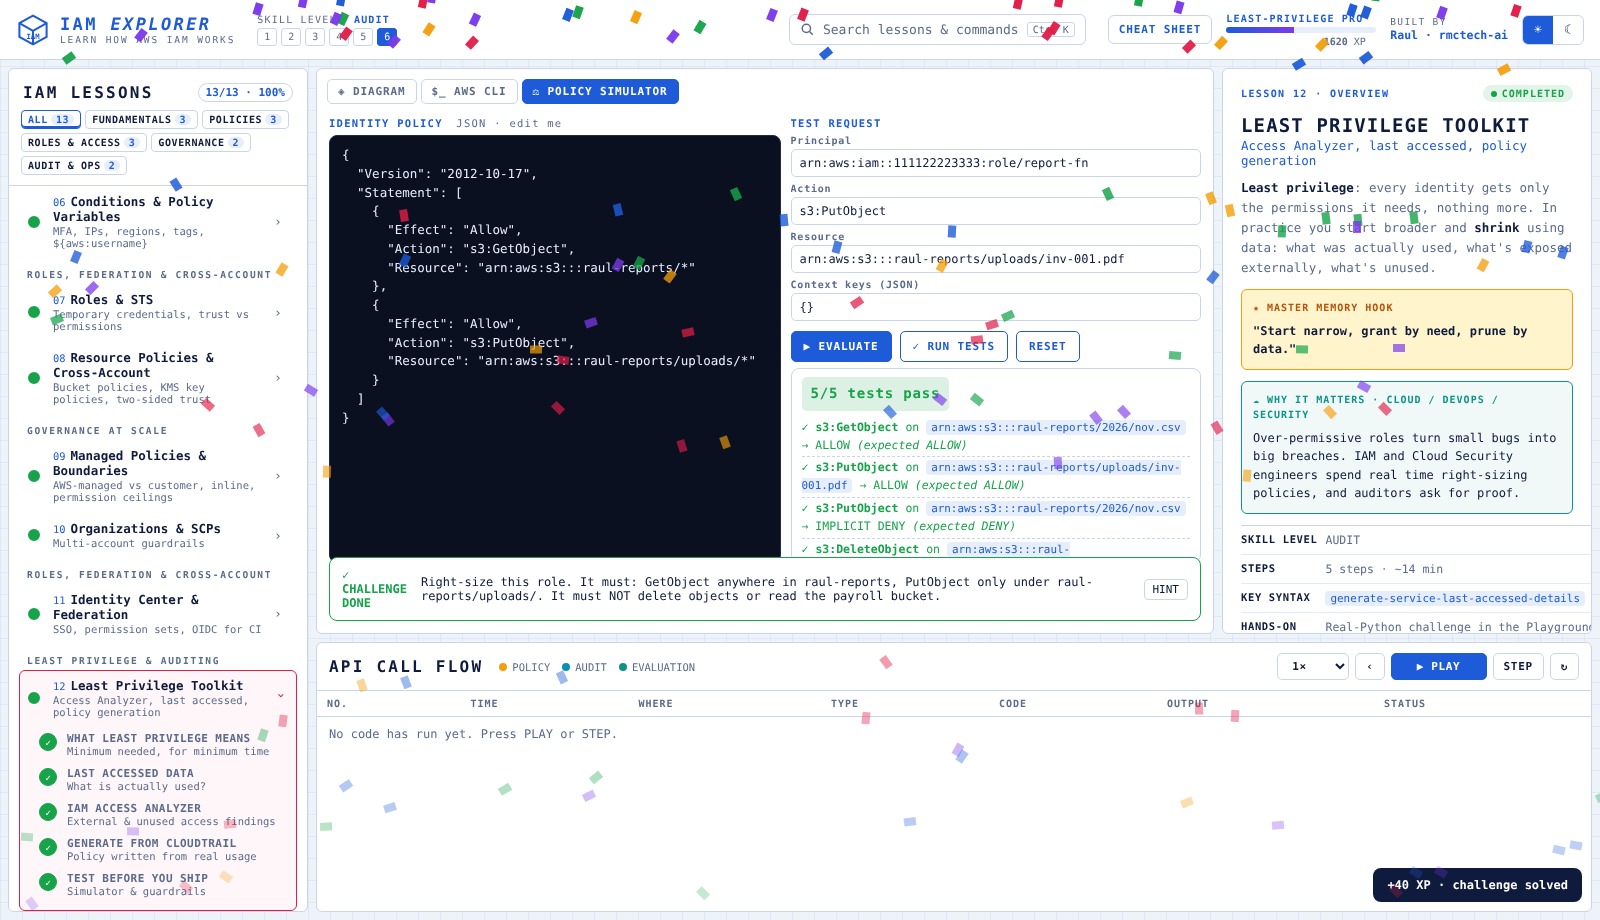 IAM EXPLORER
LEARN HOW AWS IAM WORKS
SKILL LEVEL AUDIT
1 2 3 4 5 6
Search lessons & commands
CHEAT SHEET
LEAST-PRIVILEGE PRO
1620 XP
BUILT BY
Raul · rmctech-ai
IAM LESSONS
13/13 · 100%
ALL 13
FUNDAMENTALS 3
POLICIES 3
ROLES & ACCESS 3
GOVERNANCE 2
AUDIT & OPS 2
06 Conditions & Policy
Variables
MFA, IPs, regions, tags,
${aws:username}
ROLES, FEDERATION & CROSS-ACCOUNT
07 Roles & STS
Temporary credentials, trust vs
permissions
08 Resource Policies &
Cross-Account
Bucket policies, KMS key
policies, two-sided trust
GOVERNANCE AT SCALE
09 Managed Policies &
Boundaries
AWS-managed vs customer, inline,
permission ceilings
10 Organizations & SCPs
Multi-account guardrails
ROLES, FEDERATION & CROSS-ACCOUNT
11 Identity Center &
Federation
SSO, permission sets, OIDC for CI
LEAST PRIVILEGE & AUDITING
12 Least Privilege Toolkit
Access Analyzer, last accessed,
policy generation
WHAT LEAST PRIVILEGE MEANS
Minimum needed, for minimum time
LAST ACCESSED DATA
What is actually used?
IAM ACCESS ANALYZER
External & unused access findings
GENERATE FROM CLOUDTRAIL
Policy written from real usage
TEST BEFORE YOU SHIP
Simulator & guardrails
◈ DIAGRAM
$_ AWS CLI
⚖ POLICY SIMULATOR
IDENTITY POLICY JSON · edit me
{
"Version": "2012-10-17",
"Statement": [
{
"Effect": "Allow",
"Action": "s3:GetObject",
"Resource": "arn:aws:s3:::raul-reports/*"
},
{
"Effect": "Allow",
"Action": "s3:PutObject",
"Resource": "arn:aws:s3:::raul-reports/uploads/*"
}
]
}
TEST REQUEST
Principal
arn:aws:iam::111122223333:role/report-fn
Action
s3:PutObject
Resource
arn:aws:s3:::raul-reports/uploads/inv-001.pdf
Context keys (JSON)
{}
▶ EVALUATE
✓ RUN TESTS
RESET
5/5 tests pass
✓ s3:GetObject on arn:aws:s3:::raul-reports/2026/nov.csv
→ ALLOW (expected ALLOW)
✓ s3:PutObject on arn:aws:s3:::raul-reports/uploads/inv-
001.pdf → ALLOW (expected ALLOW)
✓ s3:PutObject on arn:aws:s3:::raul-reports/2026/nov.csv
→ IMPLICIT DENY (expected DENY)
✓ s3:DeleteObject on arn:aws:s3:::raul-
✓
CHALLENGE
DONE
Right-size this role. It must: GetObject anywhere in raul-reports, PutObject only under raul-
reports/uploads/. It must NOT delete objects or read the payroll bucket.
HINT
LESSON 12 · OVERVIEW
COMPLETED
LEAST PRIVILEGE TOOLKIT
Access Analyzer, last accessed, policy
generation
Least privilege: every identity gets only
the permissions it needs, nothing more. In
practice you start broader and shrink using
data: what was actually used, what's exposed
externally, what's unused.
★ MASTER MEMORY HOOK
"Start narrow, grant by need, prune by
data."
☁ WHY IT MATTERS · CLOUD / DEVOPS /
SECURITY
Over-permissive roles turn small bugs into
big breaches. IAM and Cloud Security
engineers spend real time right-sizing
policies, and auditors ask for proof.
SKILL LEVEL AUDIT
STEPS 5 steps · ~14 min
KEY SYNTAX generate-service-last-accessed-details
HANDS-ON Real-Python challenge in the Playground
API CALL FLOW
POLICY
AUDIT
EVALUATION
1×
‹
▶ PLAY
STEP
↻
NO. TIME WHERE TYPE CODE OUTPUT STATUS
No code has run yet. Press PLAY or STEP.
+40 XP · challenge solved